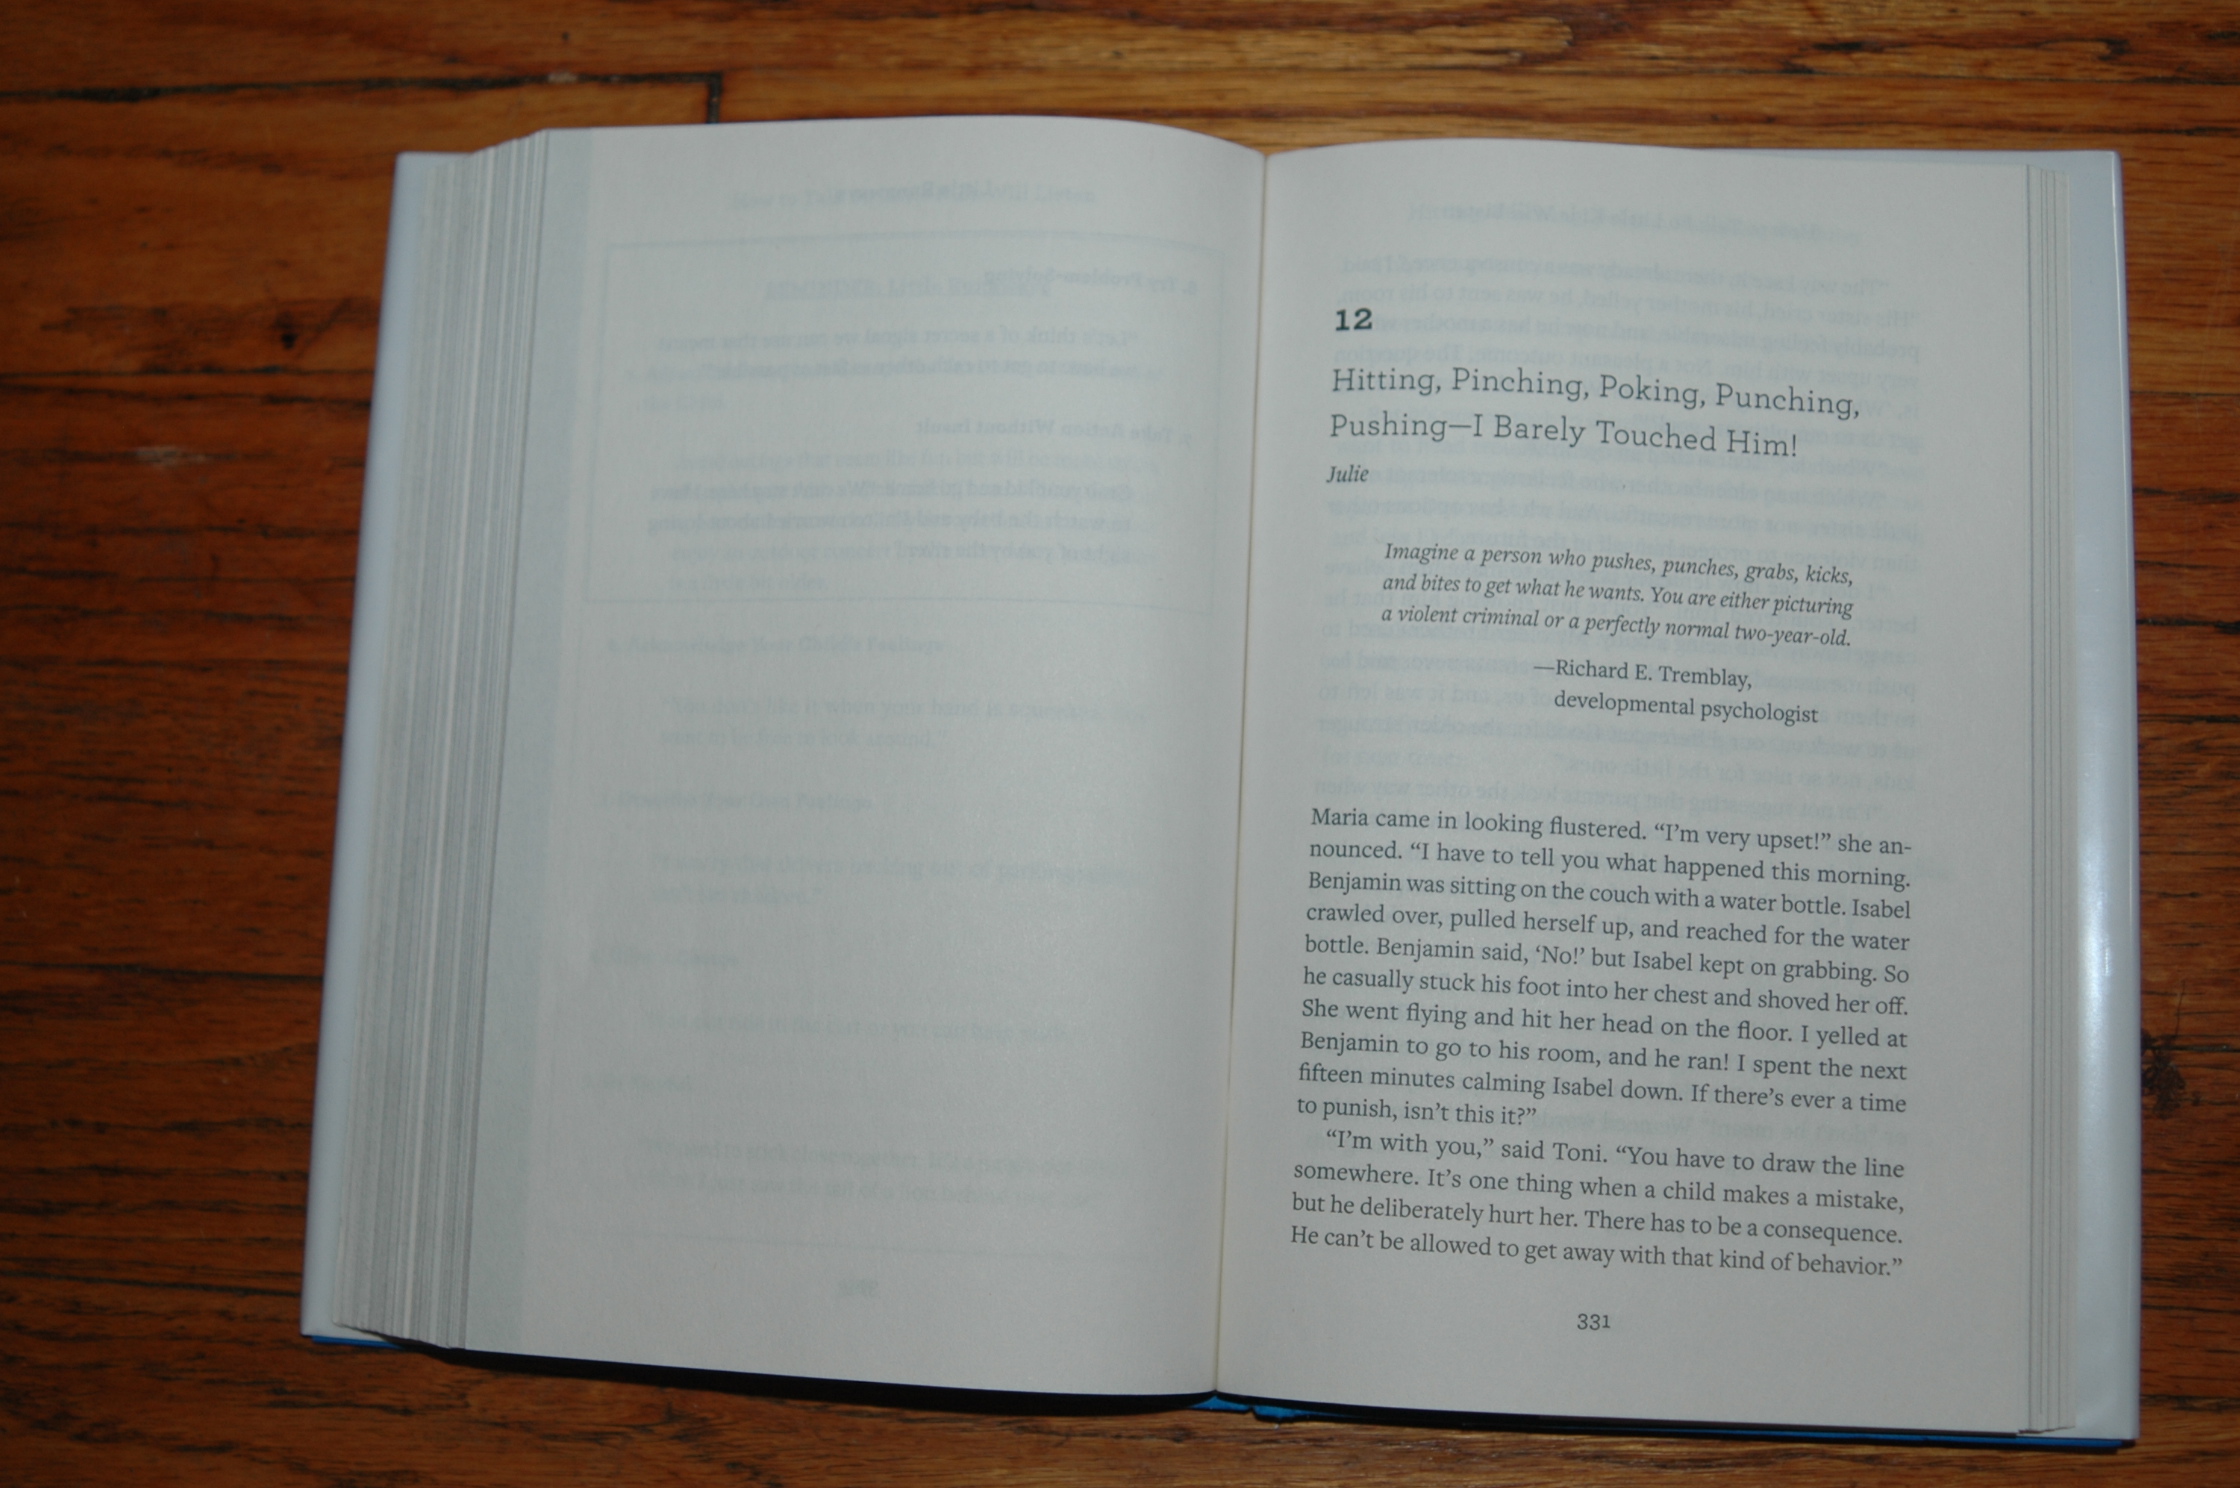 12
Hitting, Pinching, Poking, Punching,
Pushing—I Barely Touched Him!
Julie
Imagine a person who pushes, punches, grabs, kicks,
and bites to get what he wants. You are either picturing
a violent criminal or a perfectly normal two-year-old.
—Richard E. Tremblay,
developmental psychologist
Maria came in looking flustered. “I’m very upset!” she an-
nounced. “I have to tell you what happened this morning.
Benjamin was sitting on the couch with a water bottle. Isabel
crawled over, pulled herself up, and reached for the water
bottle. Benjamin said, ‘No!’ but Isabel kept on grabbing. So
he casually stuck his foot into her chest and shoved her off.
She went flying and hit her head on the floor. I yelled at
Benjamin to go to his room, and he ran! I spent the next
fifteen minutes calming Isabel down. If there’s ever a time
to punish, isn’t this it?”
“I’m with you,” said Toni. “You have to draw the line
somewhere. It’s one thing when a child makes a mistake,
but he deliberately hurt her. There has to be a consequence.
He can’t be allowed to get away with that kind of behavior.”
331